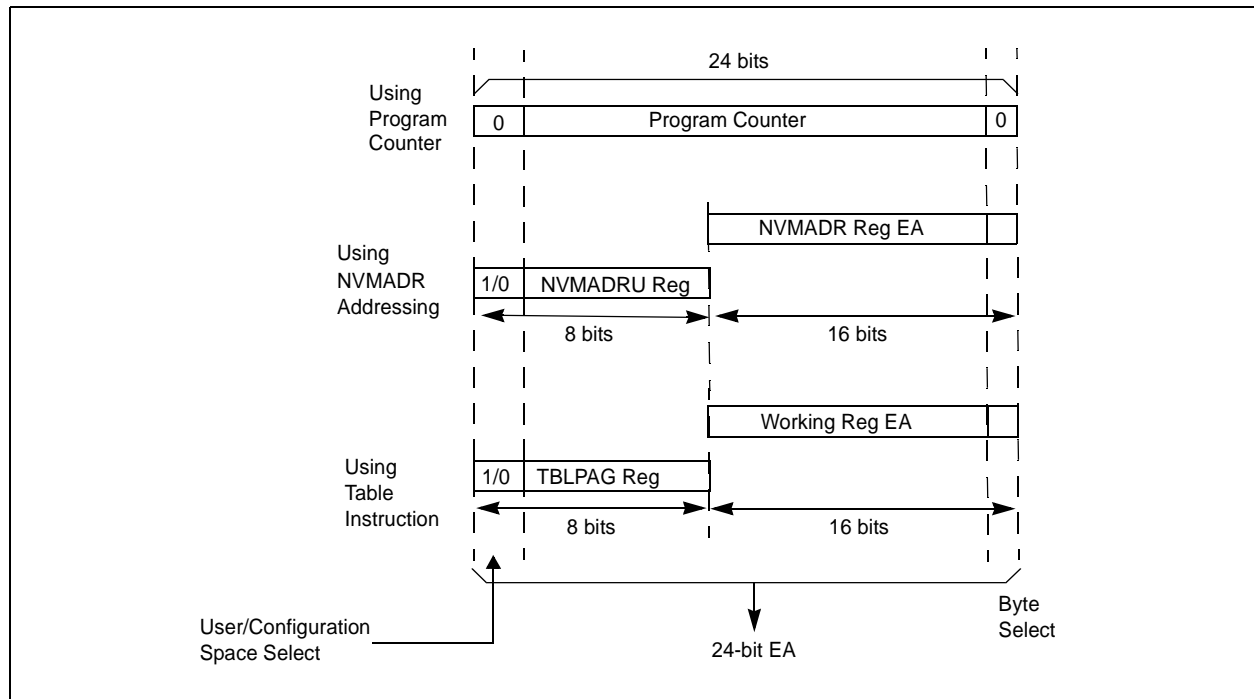 24 bits
Using
Program
Counter
0
Program Counter
0
NVMADR Reg EA
Using
NVMADR
Addressing
1/0
NVMADRU Reg
8 bits
16 bits
Working Reg EA
Using
Table
Instruction
1/0
TBLPAG Reg
8 bits
16 bits
User/Configuration
Space Select
24-bit EA
Byte
Select